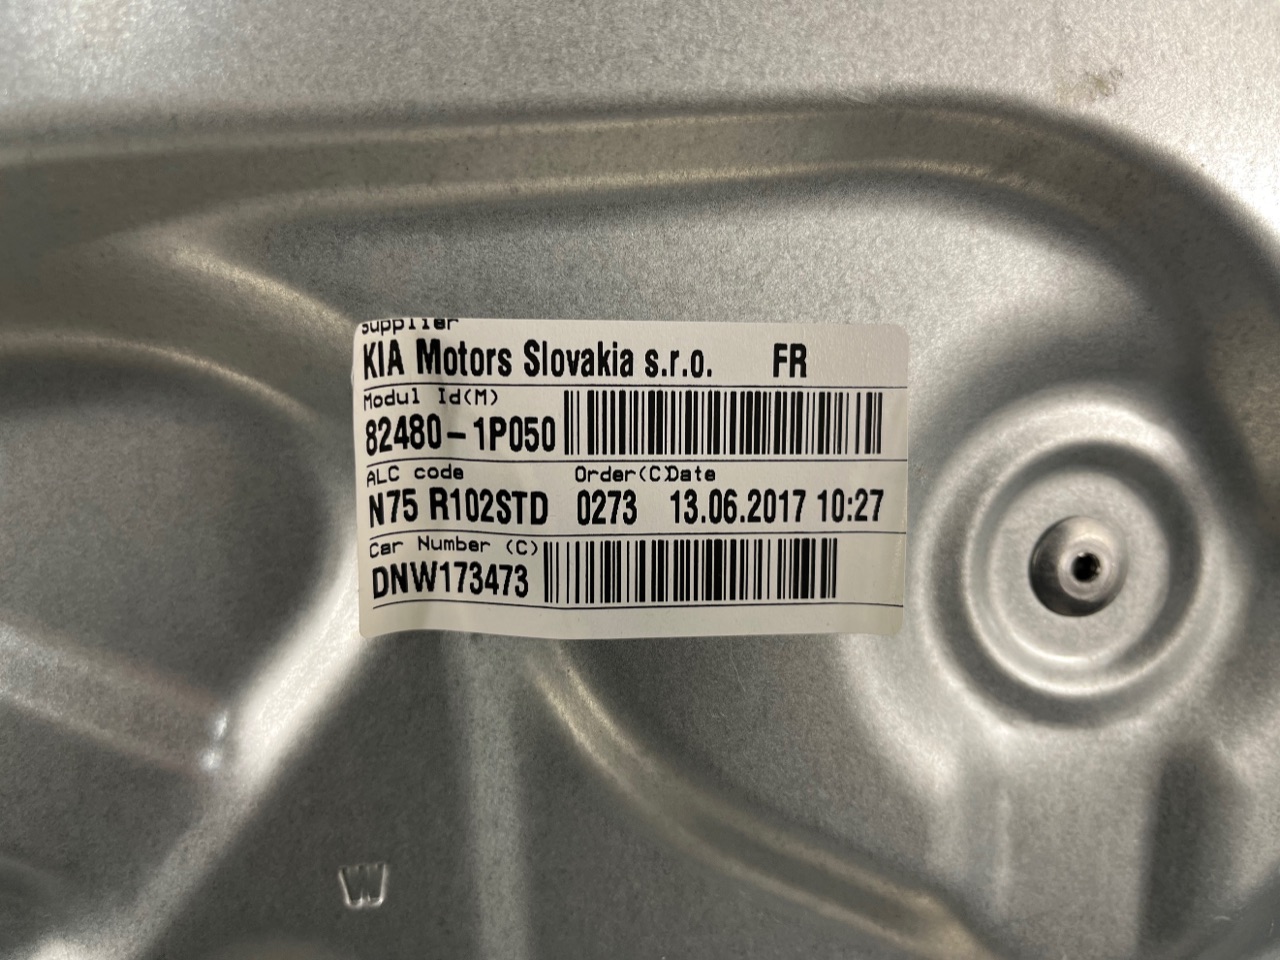 Supplier
KIA Motors Slovakia s.r.o. FR
Modul Id(M)
82480-1P050
ALC code Order(C)Date
N75 R102STD 0273 13.06.2017 10:27
Car Number (C)
DNW173473
W